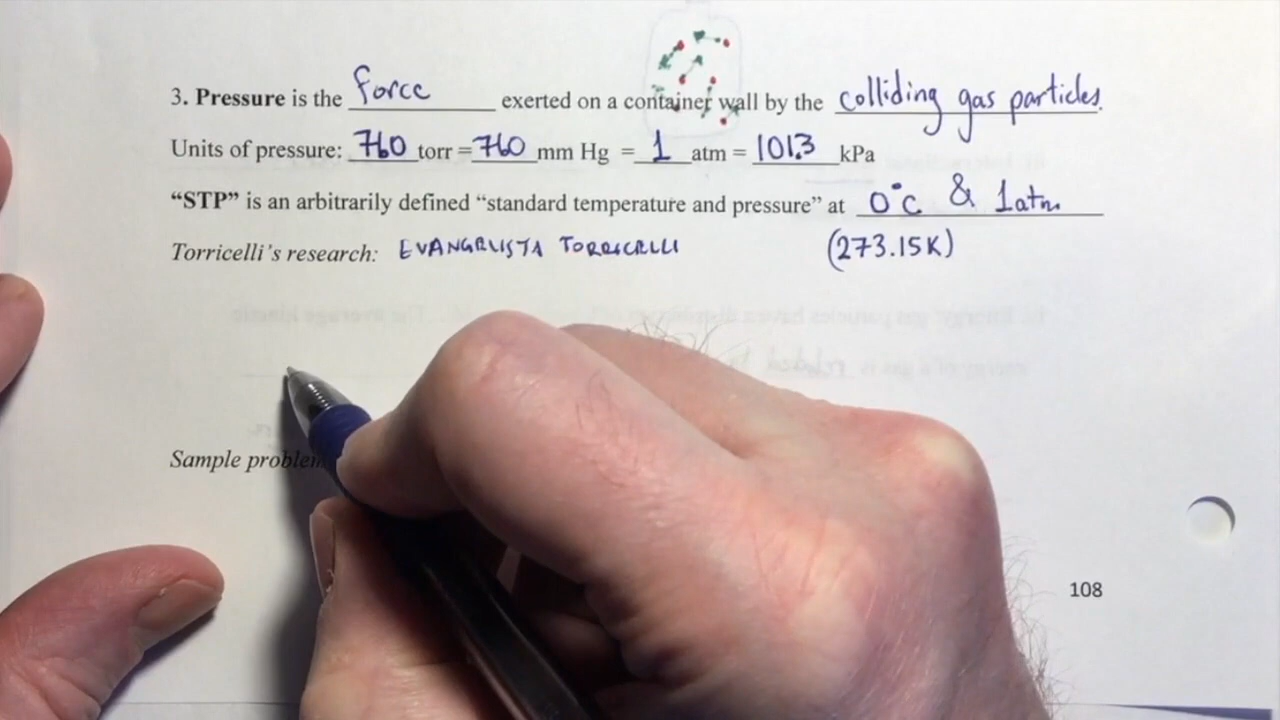 3. Pressure is the force exerted on a container wall by the colliding gas particles.
Units of pressure: 760 torr = 760 mm Hg = 1 atm = 101.3 kPa
“STP” is an arbitrarily defined “standard temperature and pressure” at 0°C & 1atm
(273.15K)
Torricelli’s research: EVANGELISTA TORRICELLI
Sample
108